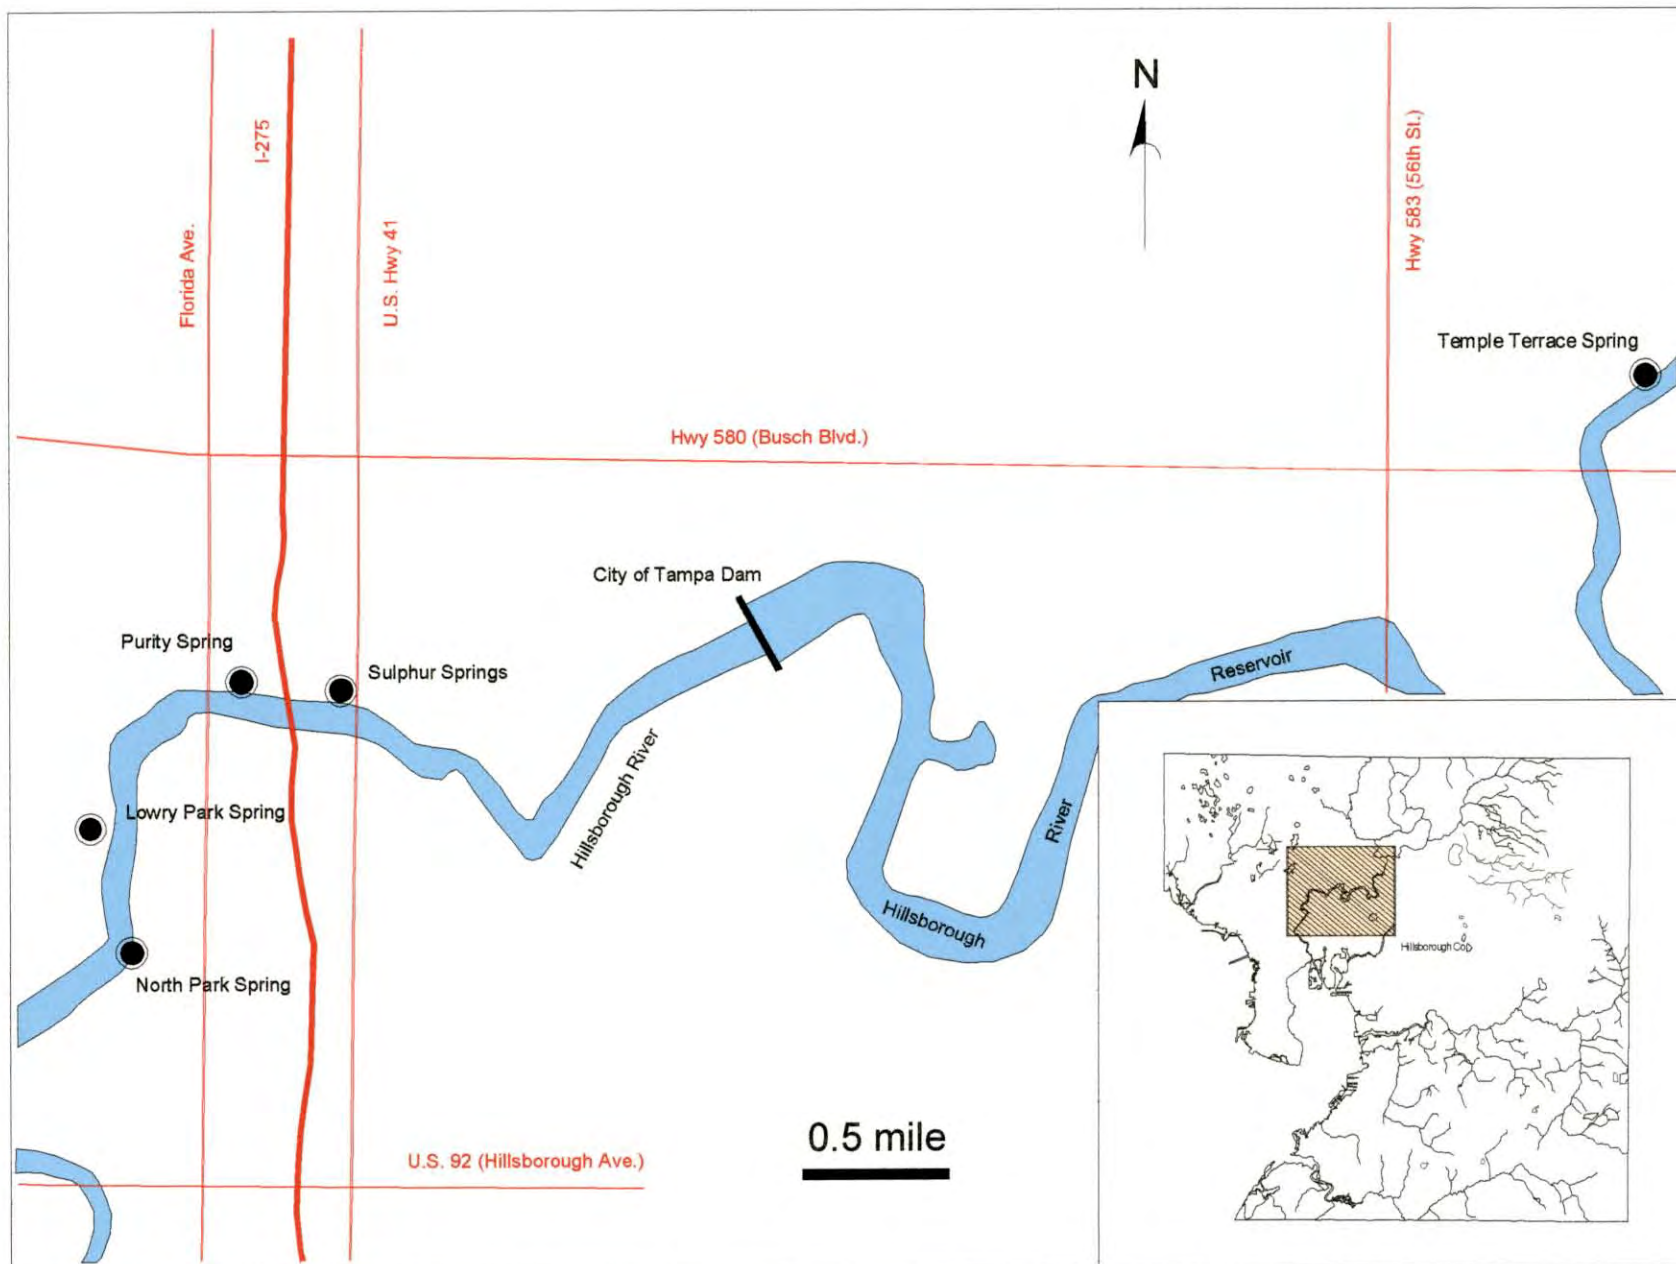 N
I-275
Hwy 583 (56th St.)
Florida Ave.
U.S. Hwy 41
Temple Terrace Spring
Hwy 580 (Busch Blvd.)
City of Tampa Dam
Purity Spring
Sulphur Springs
Reservoir
Hillsborough River
Lowry Park Spring
River
Hillsborough
North Park Spring
Hillsborough Co.
0.5 mile
U.S. 92 (Hillsborough Ave.)